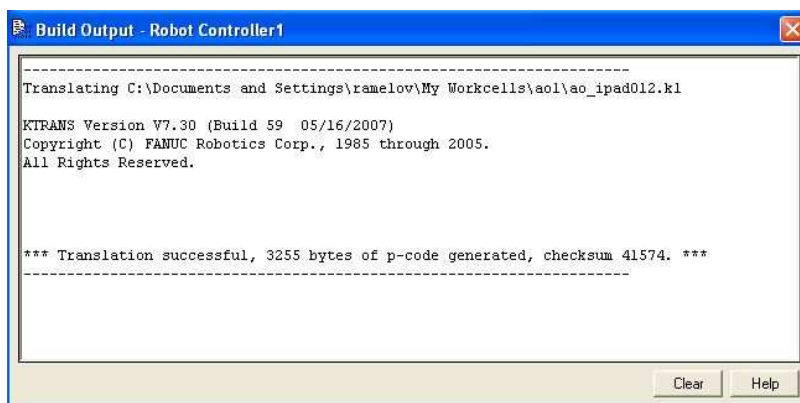 Build Output - Robot Controller1
----------------------------------------------------------------------
Translating C:\Documents and Settings\ramelov\My Workcells\ao1\ao_ipad012.kl
KTRANS Version V7.30 (Build 59 05/16/2007)
Copyright (C) FANUC Robotics Corp., 1985 through 2005.
All Rights Reserved.
*** Translation successful, 3255 bytes of p-code generated, checksum 41574. ***
----------------------------------------------------------------------
Clear Help